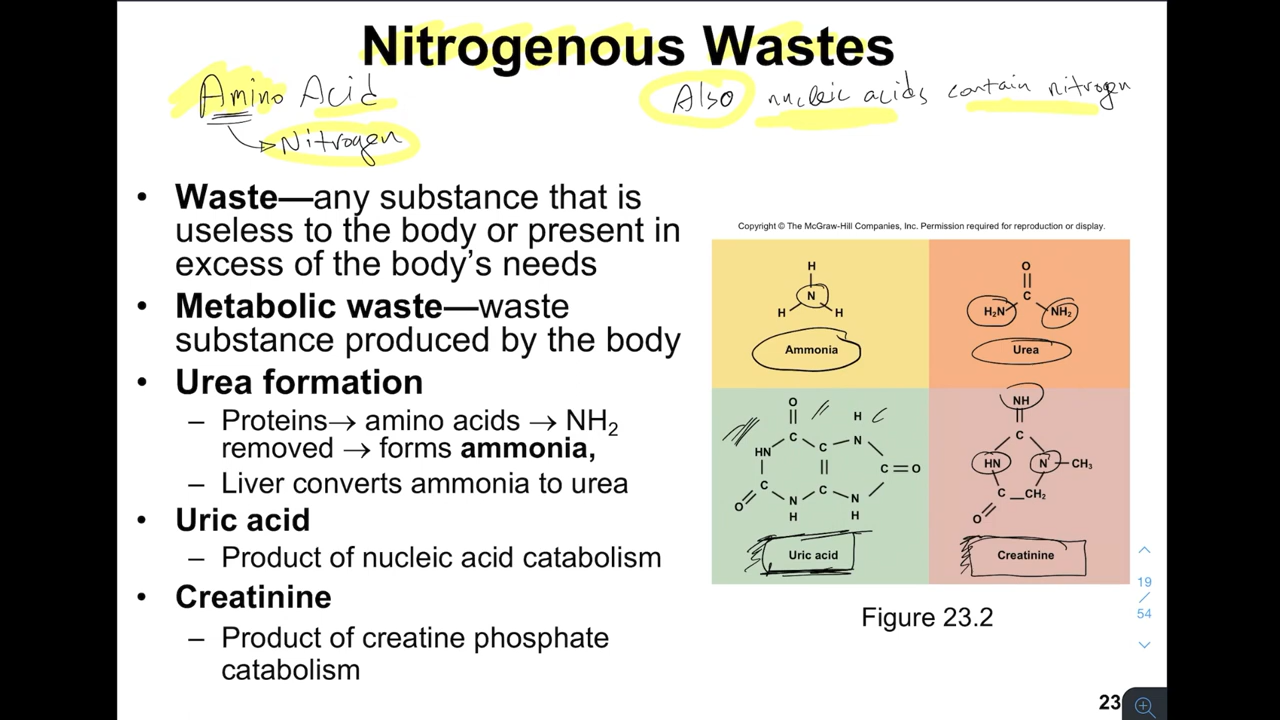 Nitrogenous Wastes
Amino Acid
Also nucleic acids contain nitrogen
Nitrogen
• Waste—any substance that is
useless to the body or present in
excess of the body's needs
• Metabolic waste—waste
substance produced by the body
• Urea formation
– Proteins→ amino acids → NH2
removed → forms ammonia,
– Liver converts ammonia to urea
• Uric acid
– Product of nucleic acid catabolism
• Creatinine
– Product of creatine phosphate
catabolism
Copyright © The McGraw-Hill Companies, Inc. Permission required for reproduction or display.
H
N
H H
Ammonia
O
C
H2N NH2
Urea
O
H
C N
HN C
C O
C C
O N N
H H
Uric acid
NH
C
HN N CH3
C CH2
O
Creatinine
Figure 23.2
19
/
54
23